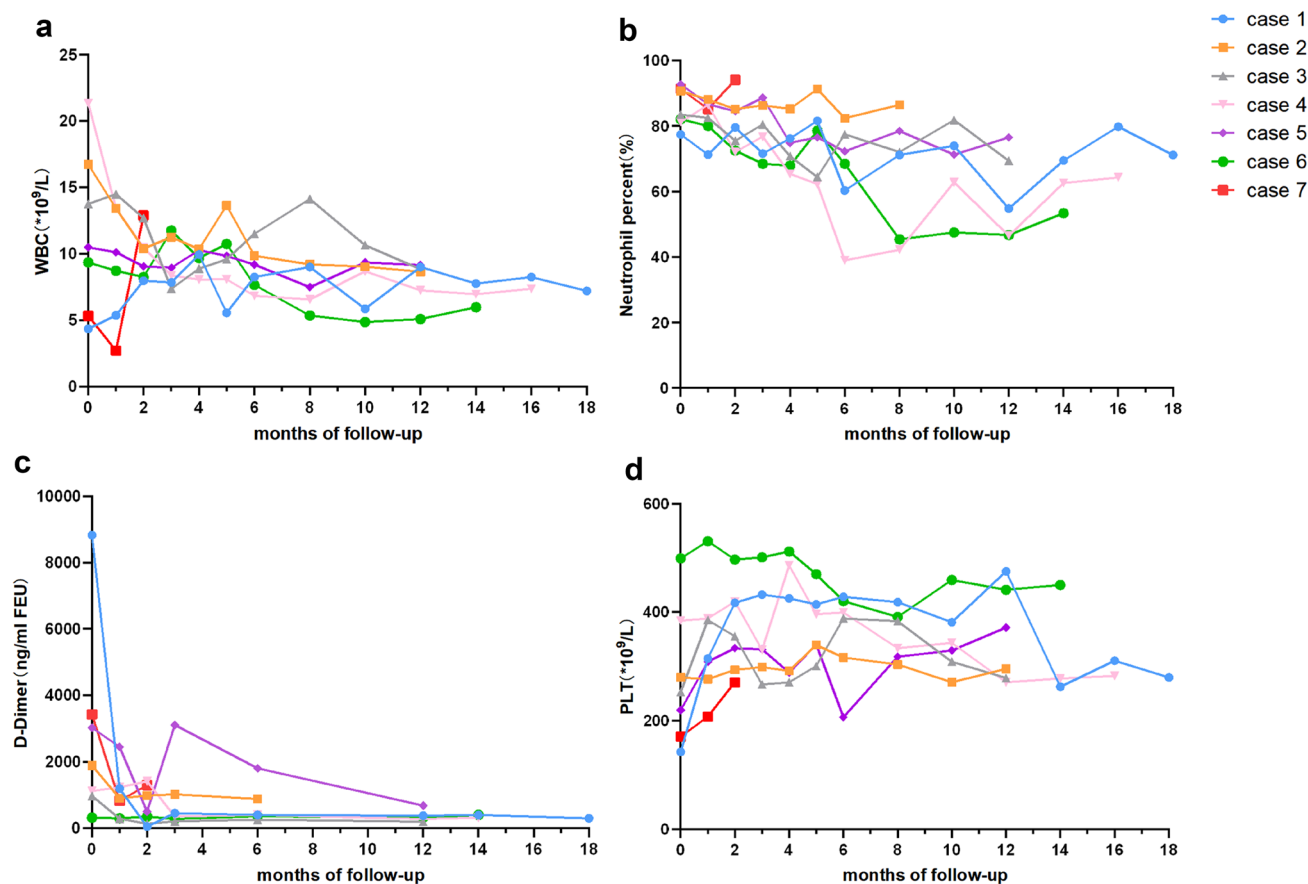 a
WBC(*10^9/L)
25
20
15
10
5
0
0 2 4 6 8 10 12 14 16 18
months of follow-up
b
Neutrophil percent(%)
100
80
60
40
20
0
0 2 4 6 8 10 12 14 16 18
months of follow-up
case 1
case 2
case 3
case 4
case 5
case 6
case 7
c
D-Dimer(ng/ml FEU)
10000
8000
6000
4000
2000
0
0 2 4 6 8 10 12 14 16 18
months of follow-up
d
PLT(*10^9/L)
600
400
200
0
0 2 4 6 8 10 12 14 16 18
months of follow-up